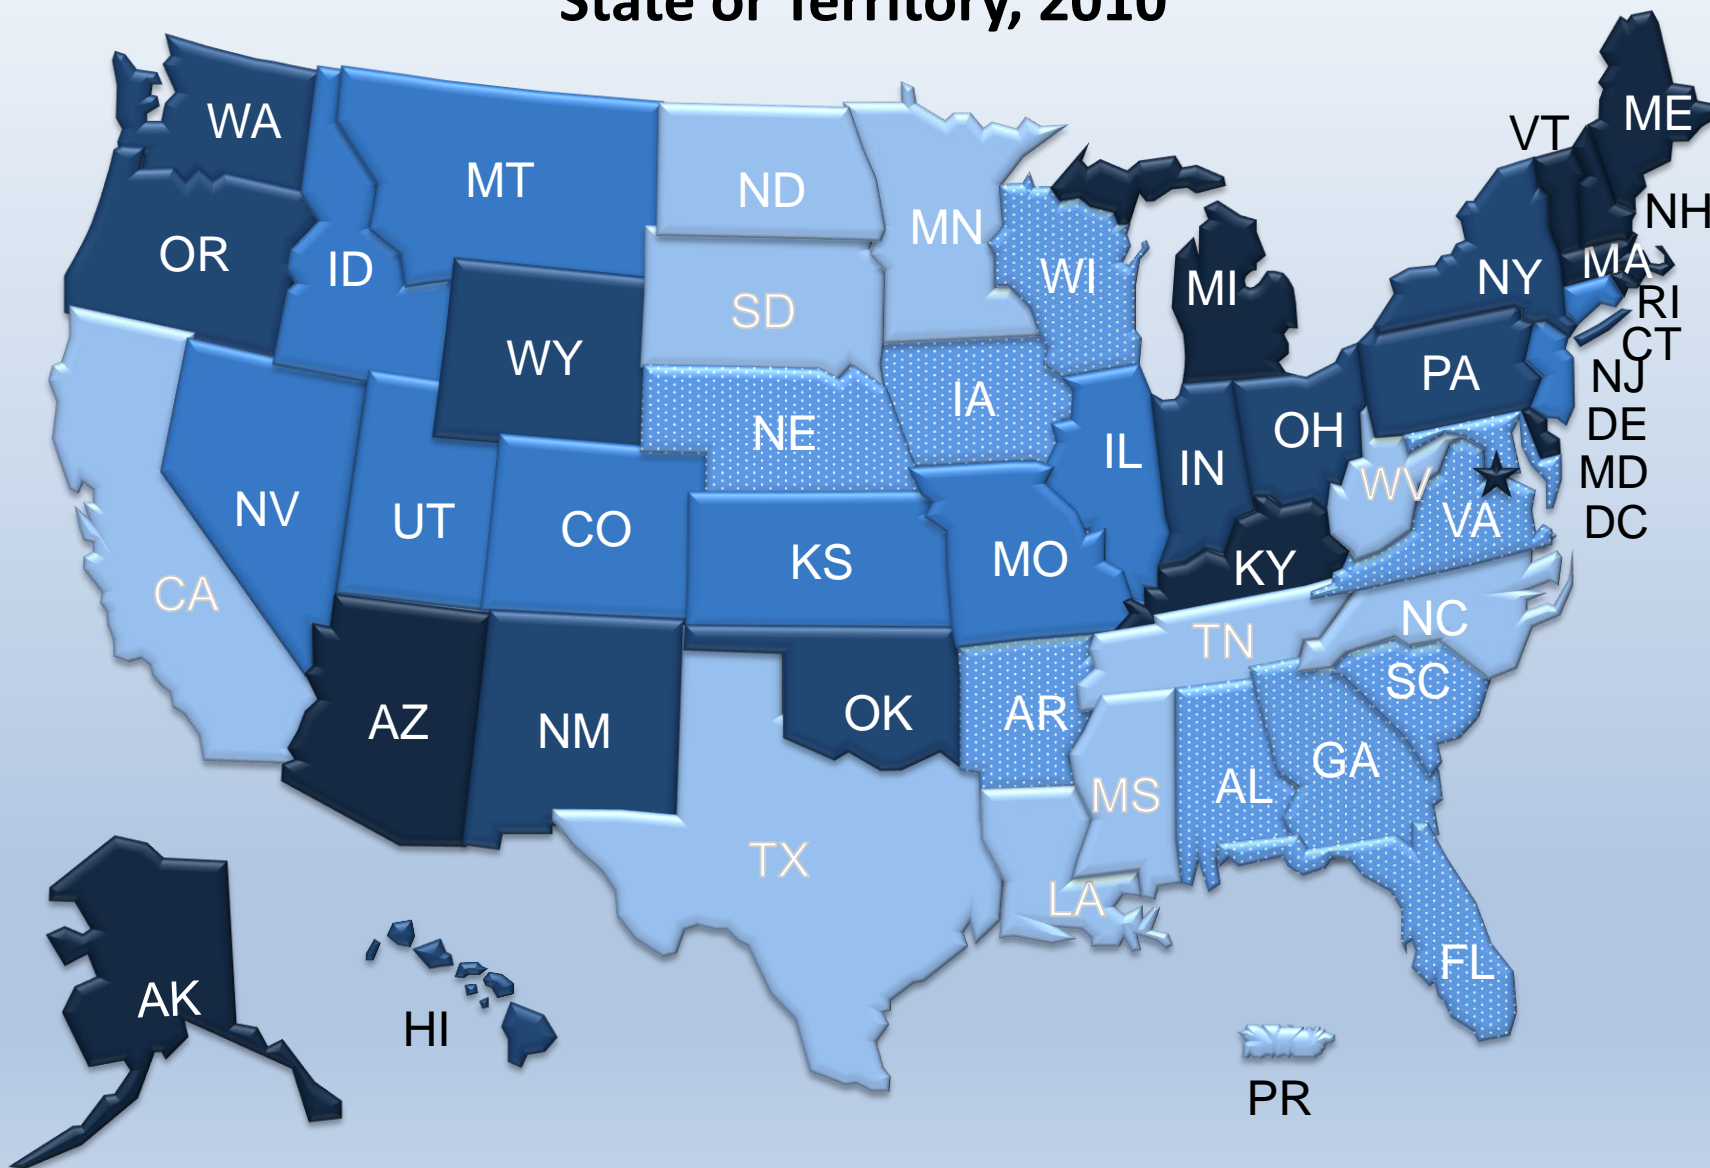 State or Territory, 2010
WA
MT
ND
MN
ME
VT
NH
OR
ID
SD
WI
MI
NY
MA
RI
CT
WY
NE
IA
PA
NJ
DE
OH
IL
IN
WV
MD
DC
VA
NV
UT
CO
KS
MO
KY
CA
TN
NC
SC
AZ
NM
OK
AR
GA
AL
MS
TX
LA
FL
AK
HI
PR